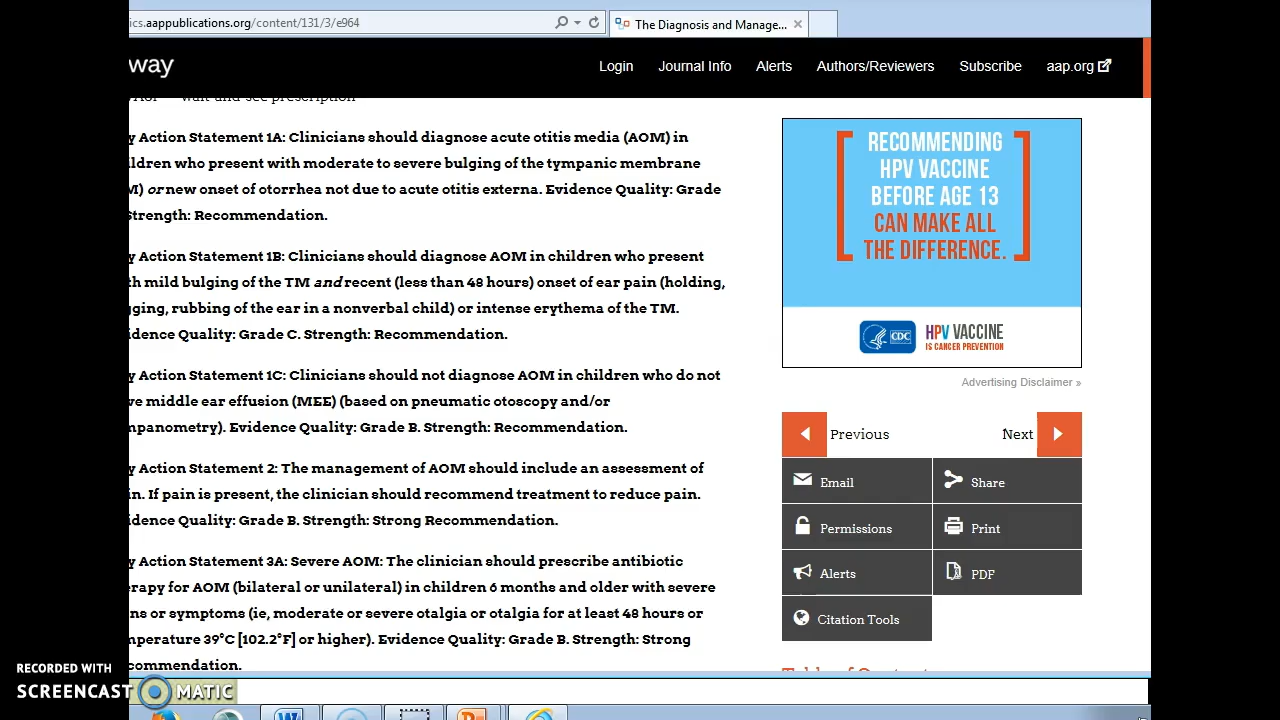 ics.aappublications.org/content/131/3/e964
The Diagnosis and Manage...
way
Login Journal Info Alerts Authors/Reviewers Subscribe aap.org
wait-and-see prescription
y Action Statement 1A: Clinicians should diagnose acute otitis media (AOM) in
ldren who present with moderate to severe bulging of the tympanic membrane
M) or new onset of otorrhea not due to acute otitis externa. Evidence Quality: Grade
Strength: Recommendation.
y Action Statement 1B: Clinicians should diagnose AOM in children who present
th mild bulging of the TM and recent (less than 48 hours) onset of ear pain (holding,
gging, rubbing of the ear in a nonverbal child) or intense erythema of the TM.
idence Quality: Grade C. Strength: Recommendation.
y Action Statement 1C: Clinicians should not diagnose AOM in children who do not
ve middle ear effusion (MEE) (based on pneumatic otoscopy and/or
mpanometry). Evidence Quality: Grade B. Strength: Recommendation.
y Action Statement 2: The management of AOM should include an assessment of
in. If pain is present, the clinician should recommend treatment to reduce pain.
idence Quality: Grade B. Strength: Strong Recommendation.
y Action Statement 3A: Severe AOM: The clinician should prescribe antibiotic
erapy for AOM (bilateral or unilateral) in children 6 months and older with severe
ns or symptoms (ie, moderate or severe otalgia or otalgia for at least 48 hours or
mperature 39°C [102.2°F] or higher). Evidence Quality: Grade B. Strength: Strong
commendation.
RECOMMENDING
HPV VACCINE
BEFORE AGE 13
CAN MAKE ALL
THE DIFFERENCE.
CDC
HPV VACCINE
IS CANCER PREVENTION
Advertising Disclaimer »
Previous Next
Email Share
Permissions Print
Alerts PDF
Citation Tools
RECORDED WITH
SCREENCAST MATIC